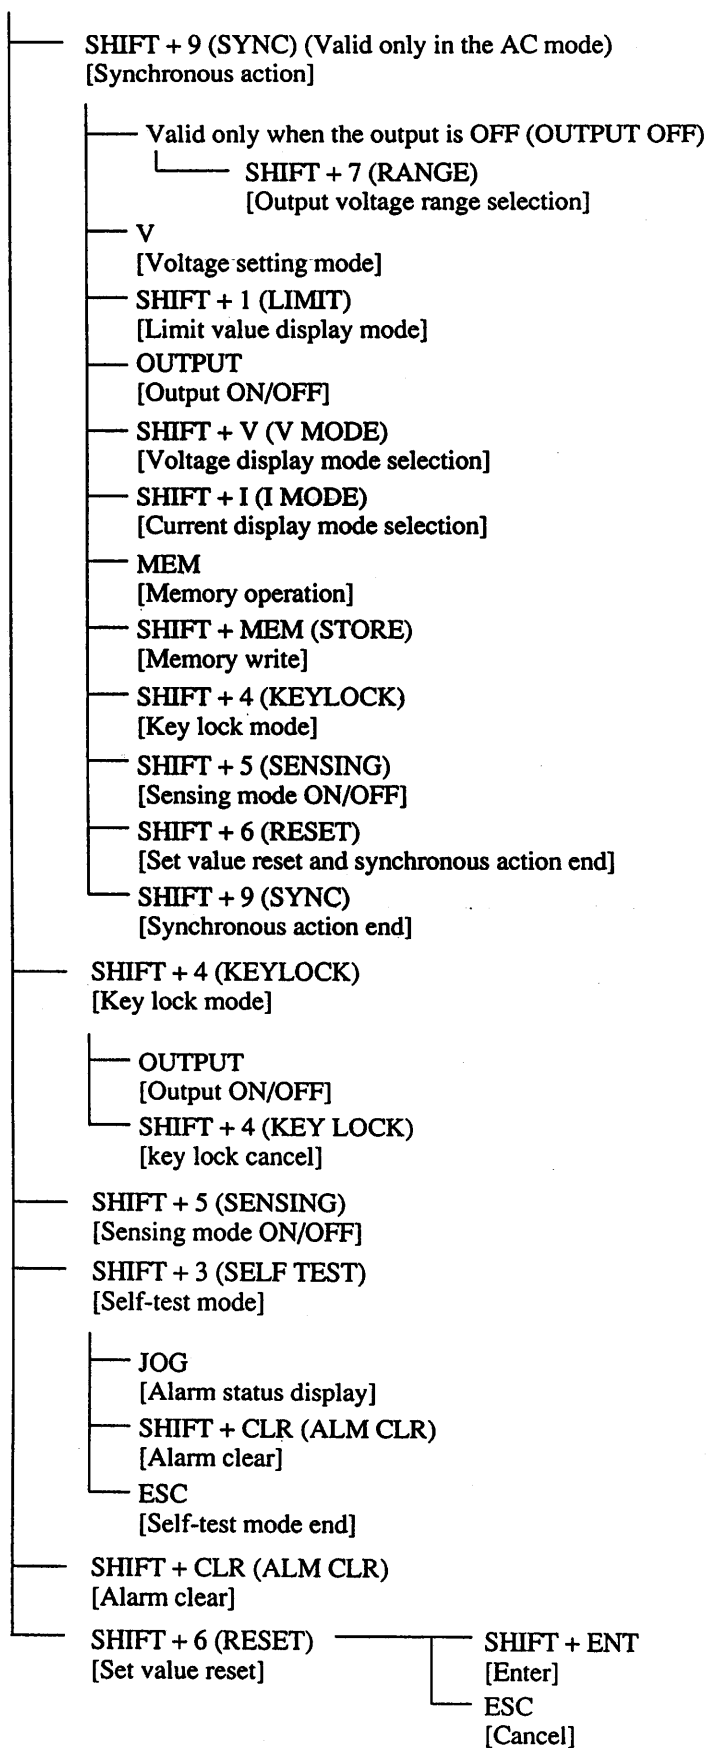 SHIFT + 9 (SYNC) (Valid only in the AC mode)
[Synchronous action]
Valid only when the output is OFF (OUTPUT OFF)
SHIFT + 7 (RANGE)
[Output voltage range selection]
V
[Voltage setting mode]
SHIFT + 1 (LIMIT)
[Limit value display mode]
OUTPUT
[Output ON/OFF]
SHIFT + V (V MODE)
[Voltage display mode selection]
SHIFT + I (I MODE)
[Current display mode selection]
MEM
[Memory operation]
SHIFT + MEM (STORE)
[Memory write]
SHIFT + 4 (KEYLOCK)
[Key lock mode]
SHIFT + 5 (SENSING)
[Sensing mode ON/OFF]
SHIFT + 6 (RESET)
[Set value reset and synchronous action end]
SHIFT + 9 (SYNC)
[Synchronous action end]
SHIFT + 4 (KEYLOCK)
[Key lock mode]
OUTPUT
[Output ON/OFF]
SHIFT + 4 (KEY LOCK)
[key lock cancel]
SHIFT + 5 (SENSING)
[Sensing mode ON/OFF]
SHIFT + 3 (SELF TEST)
[Self-test mode]
JOG
[Alarm status display]
SHIFT + CLR (ALM CLR)
[Alarm clear]
ESC
[Self-test mode end]
SHIFT + CLR (ALM CLR)
[Alarm clear]
SHIFT + 6 (RESET) SHIFT + ENT
[Set value reset] [Enter]
ESC
[Cancel]